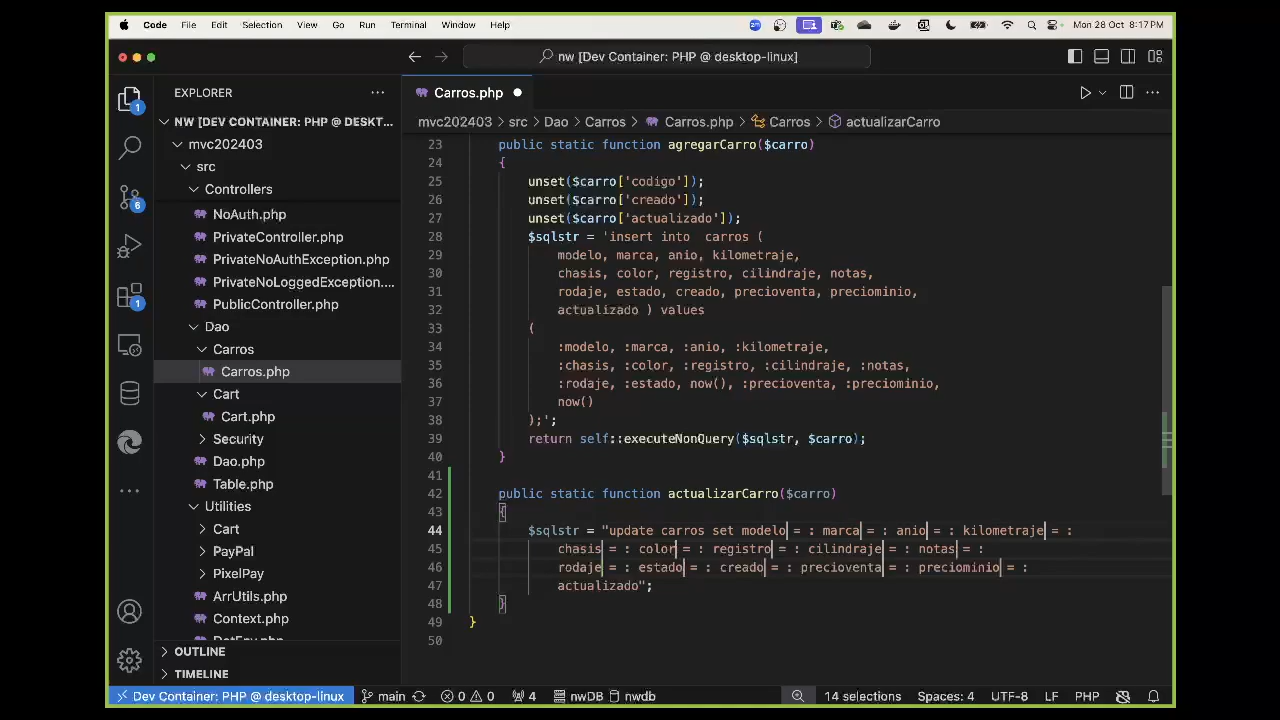 Code File Edit Selection View Go Run Terminal Window Help Mon 28 Oct 8:17 PM
nw [Dev Container: PHP @ desktop-linux]
EXPLORER
Carros.php
NW [DEV CONTAINER: PHP @ DESKT...
mvc202403 > src > Dao > Carros > Carros.php > Carros > actualizarCarro
mvc202403
src
Controllers
NoAuth.php
PrivateController.php
PrivateNoAuthException.php
PrivateNoLoggedException....
PublicController.php
Dao
Carros
Carros.php
Cart
Cart.php
Security
Dao.php
Table.php
Utilities
Cart
PayPal
PixelPay
ArrUtils.php
Context.php
DotEnv.php
OUTLINE
TIMELINE
1
6
1
23 public static function agregarCarro($carro)
24 {
25 unset($carro['codigo']);
26 unset($carro['creado']);
27 unset($carro['actualizado']);
28 $sqlstr = 'insert into  carros (
29 modelo, marca, anio, kilometraje,
30 chasis, color, registro, cilindraje, notas,
31 rodaje, estado, creado, precioventa, preciominio,
32 actualizado ) values
33 (
34 :modelo, :marca, :anio, :kilometraje,
35 :chasis, :color, :registro, :cilindraje, :notas,
36 :rodaje, :estado, now(), :precioventa, :preciominio,
37 now()
38 );';
39 return self::executeNonQuery($sqlstr, $carro);
40 }
41
42 public static function actualizarCarro($carro)
43 {
44 $sqlstr = "update carros set modelo = : marca = : anio = : kilometraje = :
45 chasis = : color = : registro = : cilindraje = : notas = :
46 rodaje = : estado = : creado = : precioventa = : preciominio = :
47 actualizado";
48 }
49 }
50
Dev Container: PHP @ desktop-linux main 0 0 4 nwDB nwdb 14 selections Spaces: 4 UTF-8 LF PHP